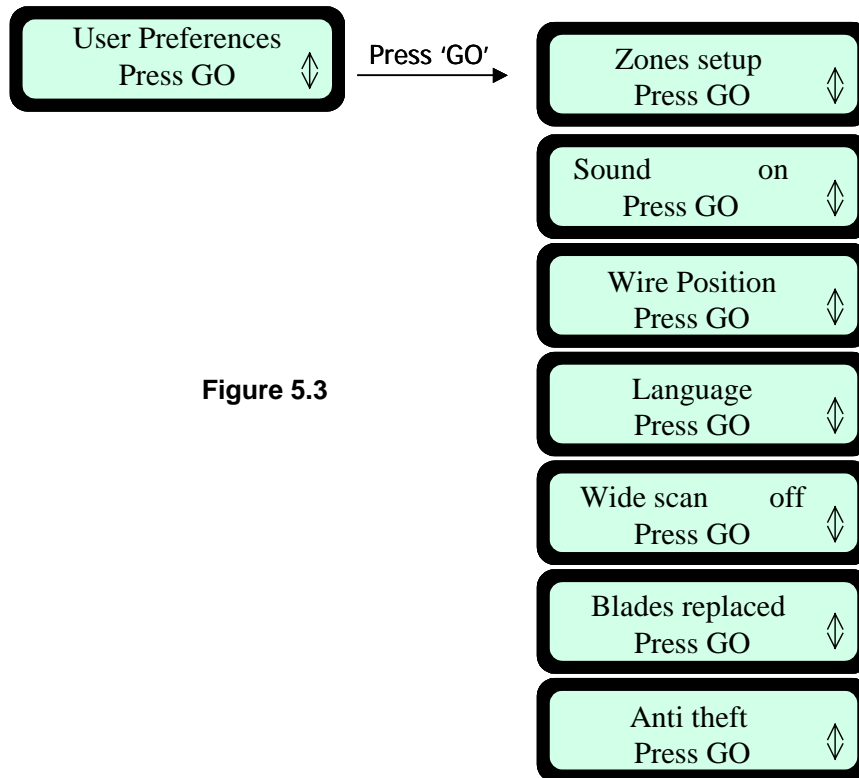 User Preferences
Press GO
Press ‘GO’
Zones setup
Press GO
Sound on
Press GO
Wire Position
Press GO
Figure 5.3
Language
Press GO
Wide scan off
Press GO
Blades replaced
Press GO
Anti theft
Press GO